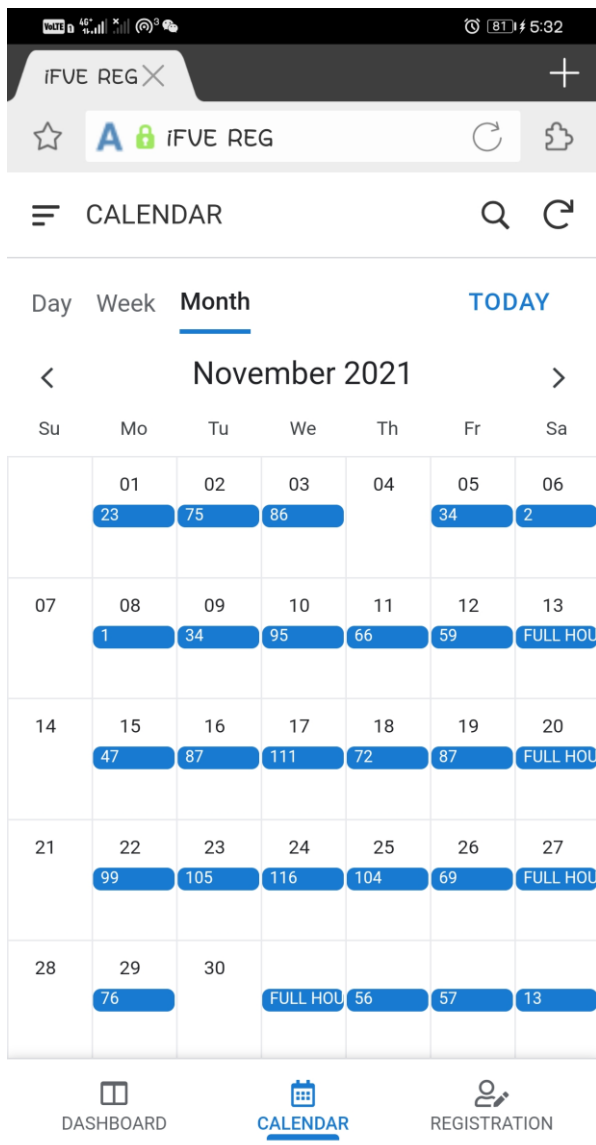 VoLTE D 4G 3 81 5:32
iFVE REG
A iFVE REG
CALENDAR
Day Week Month TODAY
November 2021
Su Mo Tu We Th Fr Sa
01 02 03 04 05 06
23 75 86 34 2
07 08 09 10 11 12 13
1 34 95 66 59 FULL HOU
14 15 16 17 18 19 20
47 87 111 72 87 FULL HOU
21 22 23 24 25 26 27
99 105 116 104 69 FULL HOU
28 29 30
76 FULL HOU 56 57 13
DASHBOARD CALENDAR REGISTRATION